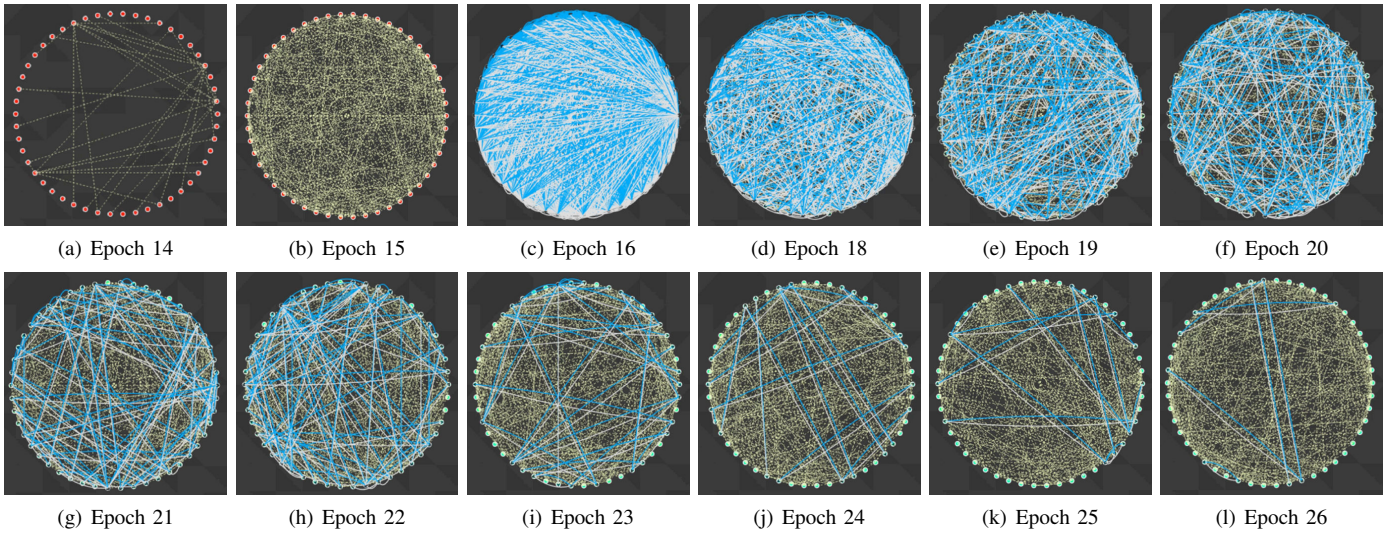 (a) Epoch 14
(b) Epoch 15
(c) Epoch 16
(d) Epoch 18
(e) Epoch 19
(f) Epoch 20
(g) Epoch 21
(h) Epoch 22
(i) Epoch 23
(j) Epoch 24
(k) Epoch 25
(l) Epoch 26